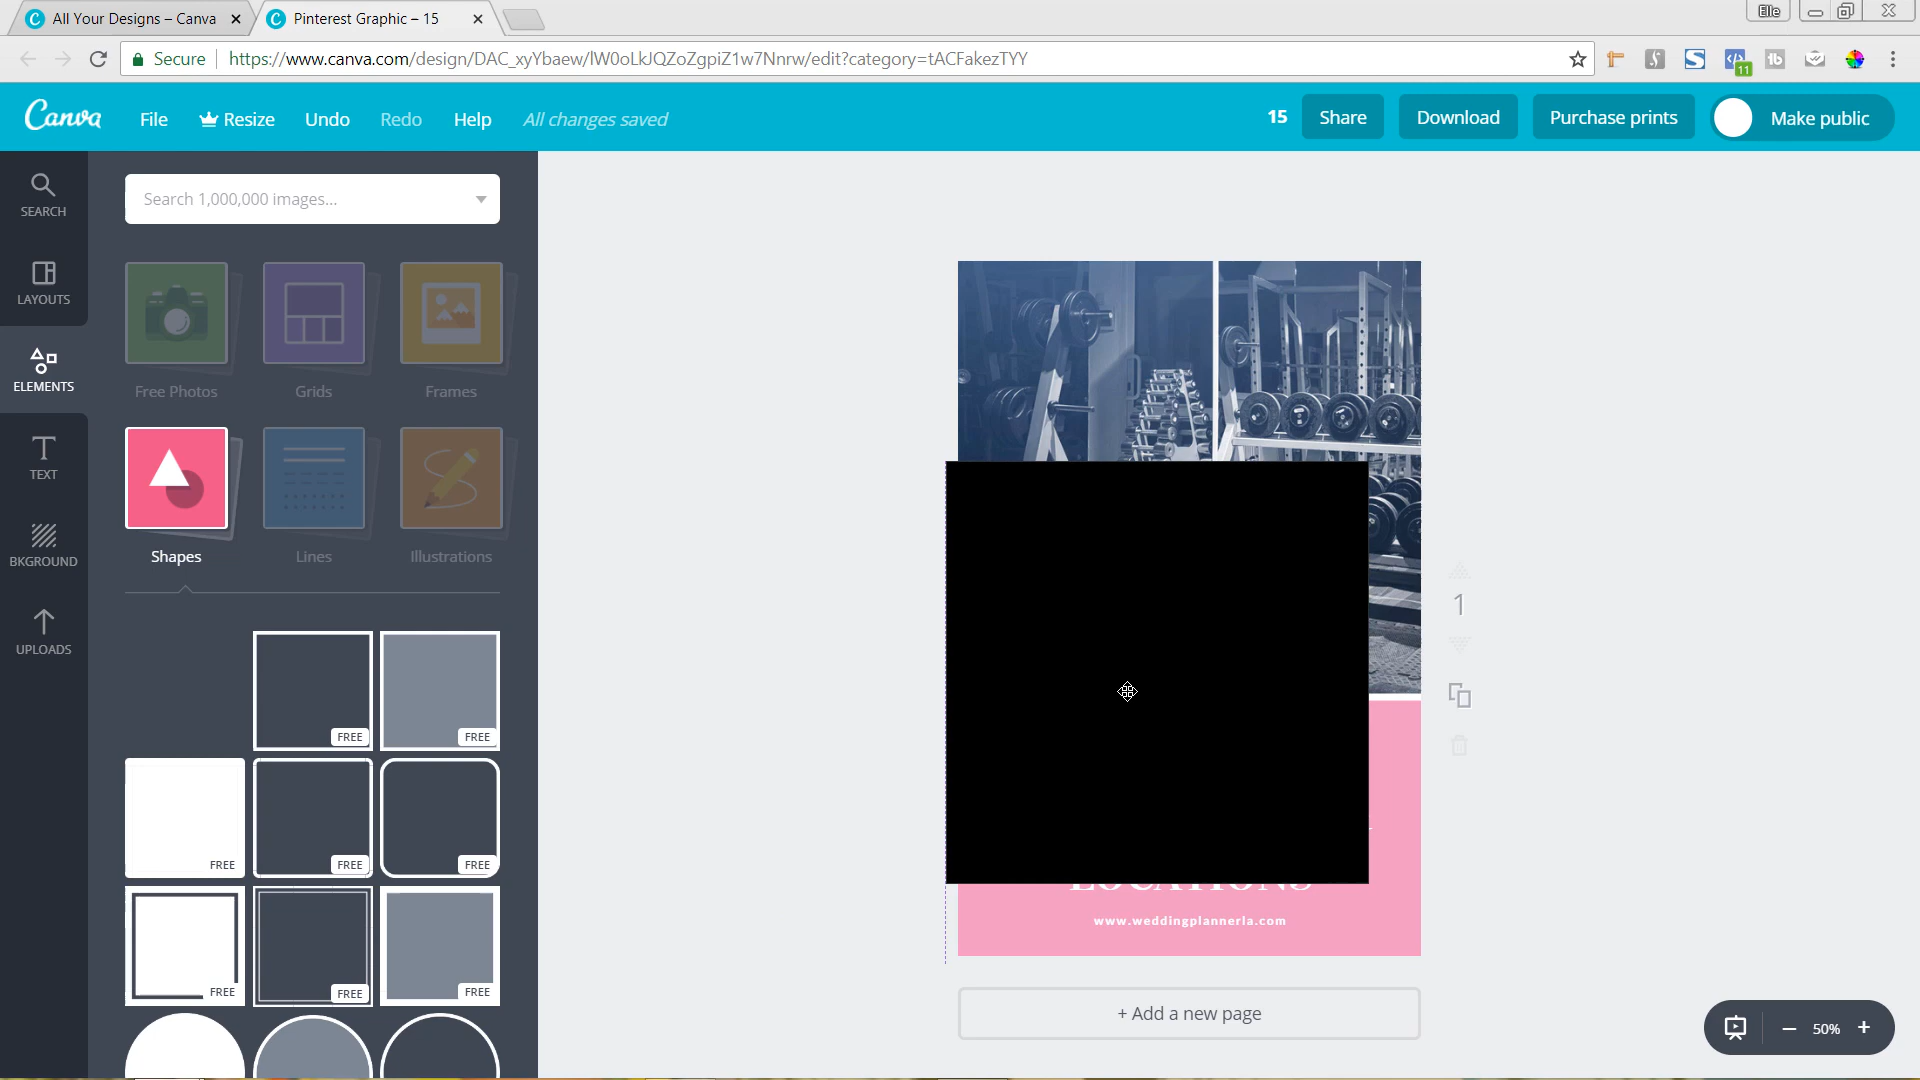 All Your Designs – Canva
Pinterest Graphic – 15
Elle
Secure
https://www.canva.com/design/DAC_xyYbaew/lW0oLkJQZoZgpiZ1w7Nnrw/edit?category=tACFakezTYY
11
Canva
File
Resize
Undo
Redo
Help
All changes saved
15
Share
Download
Purchase prints
Make public
SEARCH
LAYOUTS
ELEMENTS
TEXT
BKGROUND
UPLOADS
Search 1,000,000 images...
Free Photos
Grids
Frames
Shapes
Lines
Illustrations
FREE
FREE
FREE
FREE
FREE
FREE
FREE
FREE
1
LOCATIONS
www.weddingplannerla.com
+ Add a new page
50%